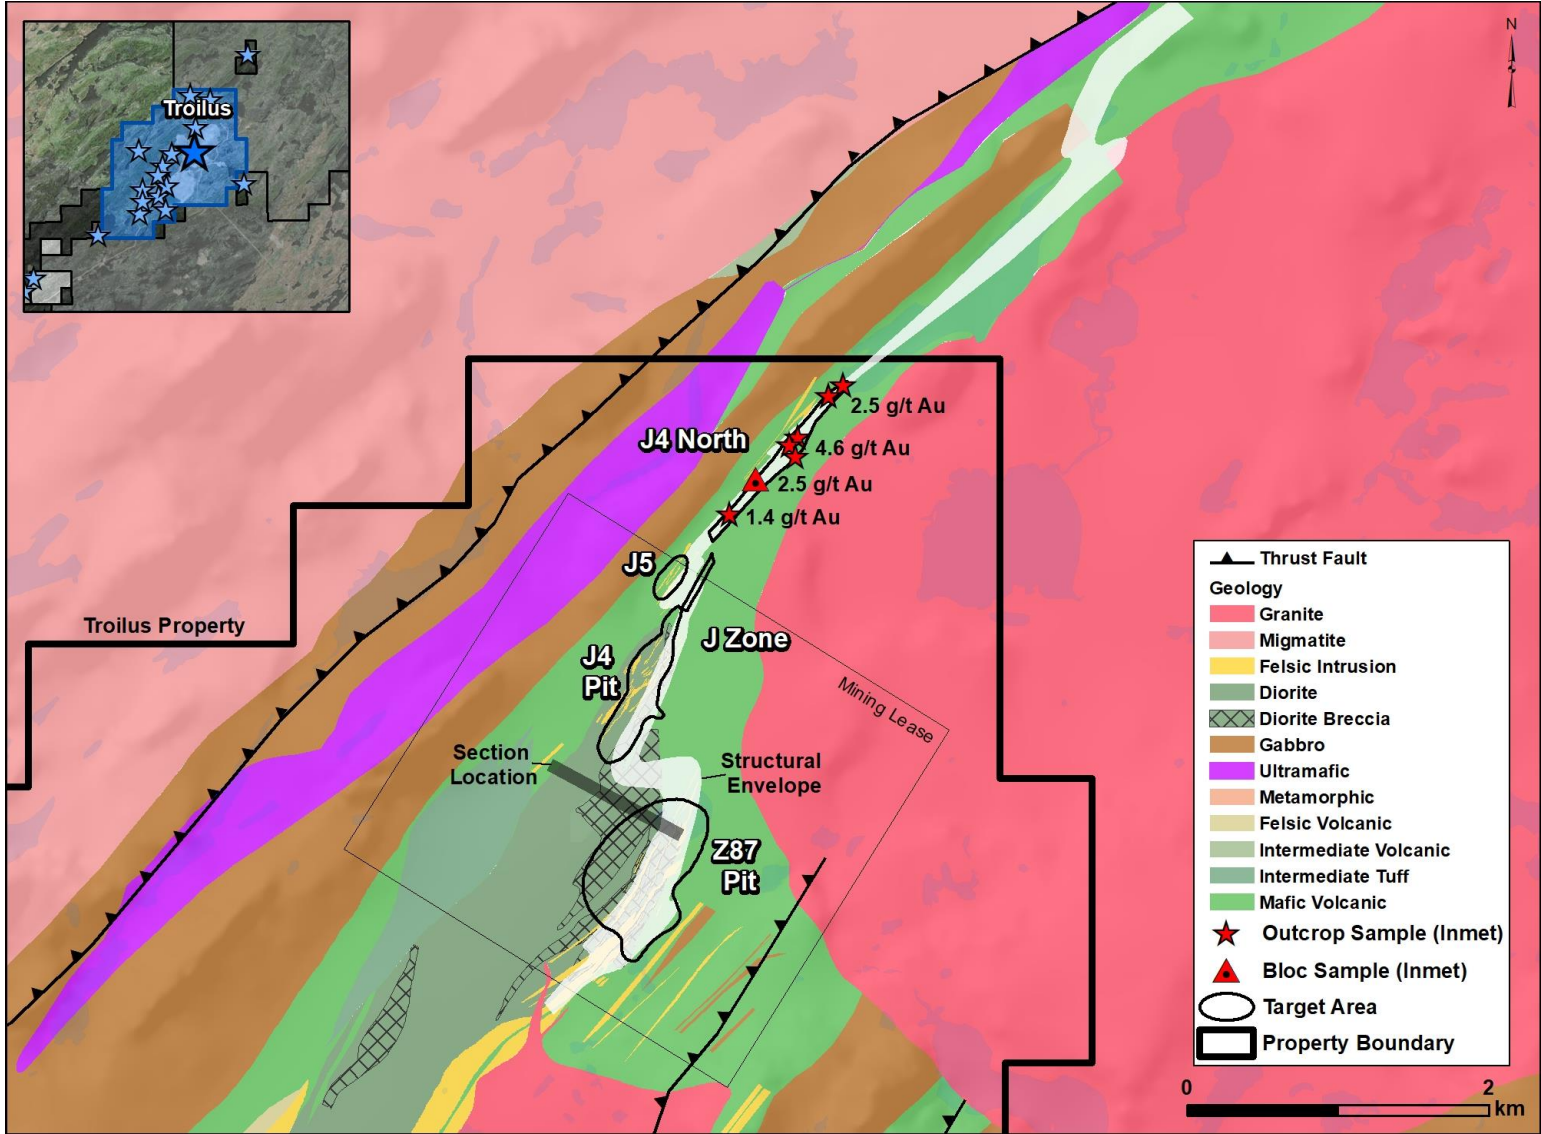 Troilus
N
2.5 g/t Au
J4 North
4.6 g/t Au
2.5 g/t Au
1.4 g/t Au
J5
Troilus Property
J Zone
J4
Pit
Mining Lease
Section
Location
Structural
Envelope
Z87
Pit
Thrust Fault
Geology
Granite
Migmatite
Felsic Intrusion
Diorite
Diorite Breccia
Gabbro
Ultramafic
Metamorphic
Felsic Volcanic
Intermediate Volcanic
Intermediate Tuff
Mafic Volcanic
Outcrop Sample (Inmet)
Bloc Sample (Inmet)
Target Area
Property Boundary
0 2
km